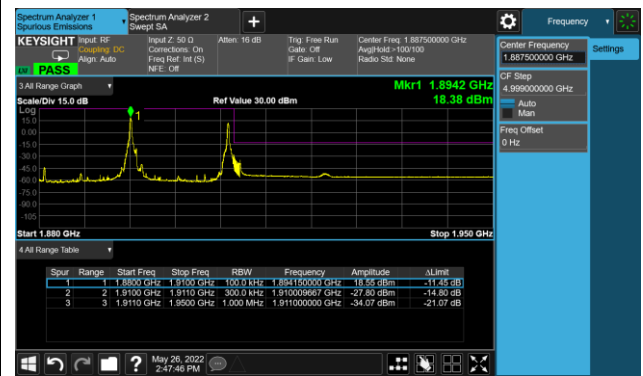 Spectrum Analyzer 1
Spurious Emissions
Spectrum Analyzer 2
Swept SA
Frequency
KEYSIGHT
Input: RF
Coupling: DC
Align: Auto
Input Z: 50 Ω
Corrections: On
Freq Ref: Int (S)
NFE: Off
Atten: 16 dB
Trig: Free Run
Gate: Off
IF Gain: Low
Center Freq: 1.887500000 GHz
Avg|Hold:>100/100
Radio Std: None
PASS
Center Frequency
1.887500000 GHz
Settings
CF Step
4.999000000 GHz
Auto
Man
Freq Offset
0 Hz
3 All Range Graph
Mkr1 1.8942 GHz
Scale/Div 15.0 dB
Ref Value 30.00 dBm
18.38 dBm
Log
15.0
0.00
-15.0
-30.0
-45.0
-60.0
-75.0
-90.0
-105
1
Start 1.880 GHz
Stop 1.950 GHz
4 All Range Table
Spur Range Start Freq Stop Freq RBW Frequency Amplitude ΔLimit
1 1 1.8800 GHz 1.9100 GHz 100.0 kHz 1.894150000 GHz 18.55 dBm -11.45 dB
2 2 1.9100 GHz 1.9110 GHz 300.0 kHz 1.910009667 GHz -27.80 dBm -14.80 dB
3 3 1.9110 GHz 1.9500 GHz 1.000 MHz 1.911000000 GHz -34.07 dBm -21.07 dB
May 26, 2022
2:47:46 PM